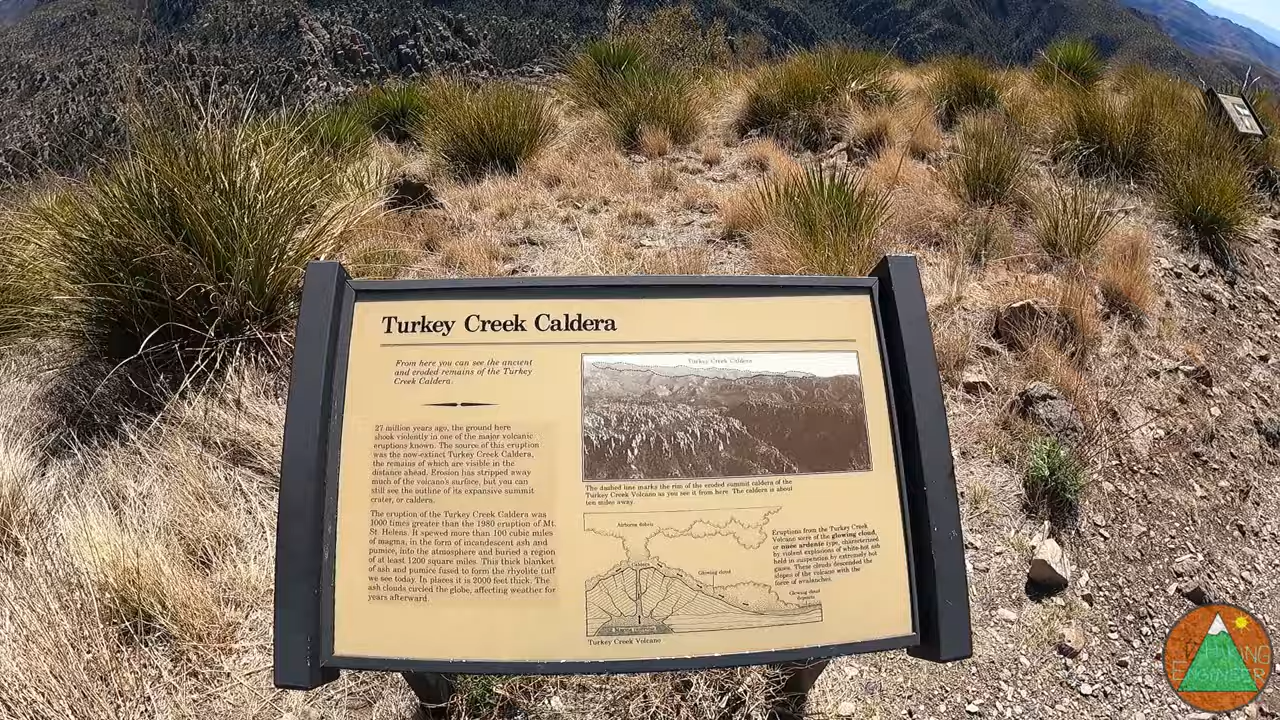 Turkey Creek Caldera
From here you can see the ancient
and eroded remains of the Turkey
Creek Caldera.
27 million years ago, the ground here
shook violently in one of the major volcanic
eruptions known. The source of this eruption
was the now-extinct Turkey Creek Caldera,
the remains of which are visible in the
distance ahead. Erosion has stripped away
much of the volcano's surface, but you can
still see the outline of its expansive summit
crater, or caldera.
The eruption of the Turkey Creek Caldera was
1000 times greater than the 1980 eruption of Mt.
St. Helens. It spewed more than 100 cubic miles
of magma, in the form of incandescent ash and
pumice, into the atmosphere and buried a region
of at least 1200 square miles. This thick blanket
of ash and pumice fused to form the rhyolite tuff
we see today. In places it is 2000 feet thick. The
ash clouds circled the globe, affecting weather for
years afterward.
Turkey Creek Caldera
The dashed line marks the rim of the eroded summit caldera of the
Turkey Creek Volcano as you see it from here. The caldera is about
ten miles away.
Airborne debris
Caldera
Glowing cloud
Glowing cloud
deposits
Turkey Creek Volcano
Eruptions from the Turkey Creek
Volcano were of the glowing cloud,
or nuee ardente type, characterized
by violent explosions of white-hot ash
held in suspension by extremely hot
gases. These clouds descended the
slopes of the volcano with the
force of avalanches.
HIKING
ENGINEER